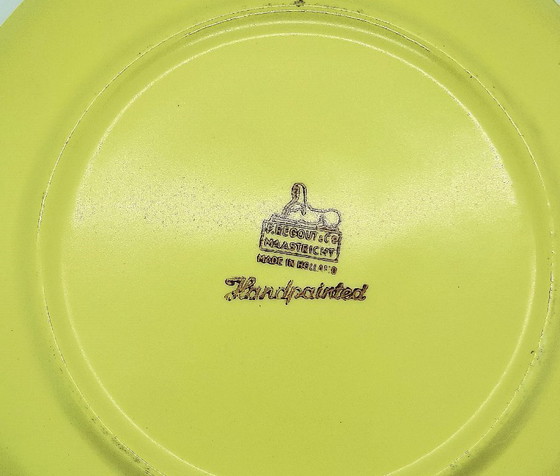 P. REGOUT & Co
MAASTRICHT
MADE IN HOLLAND
Handpainted